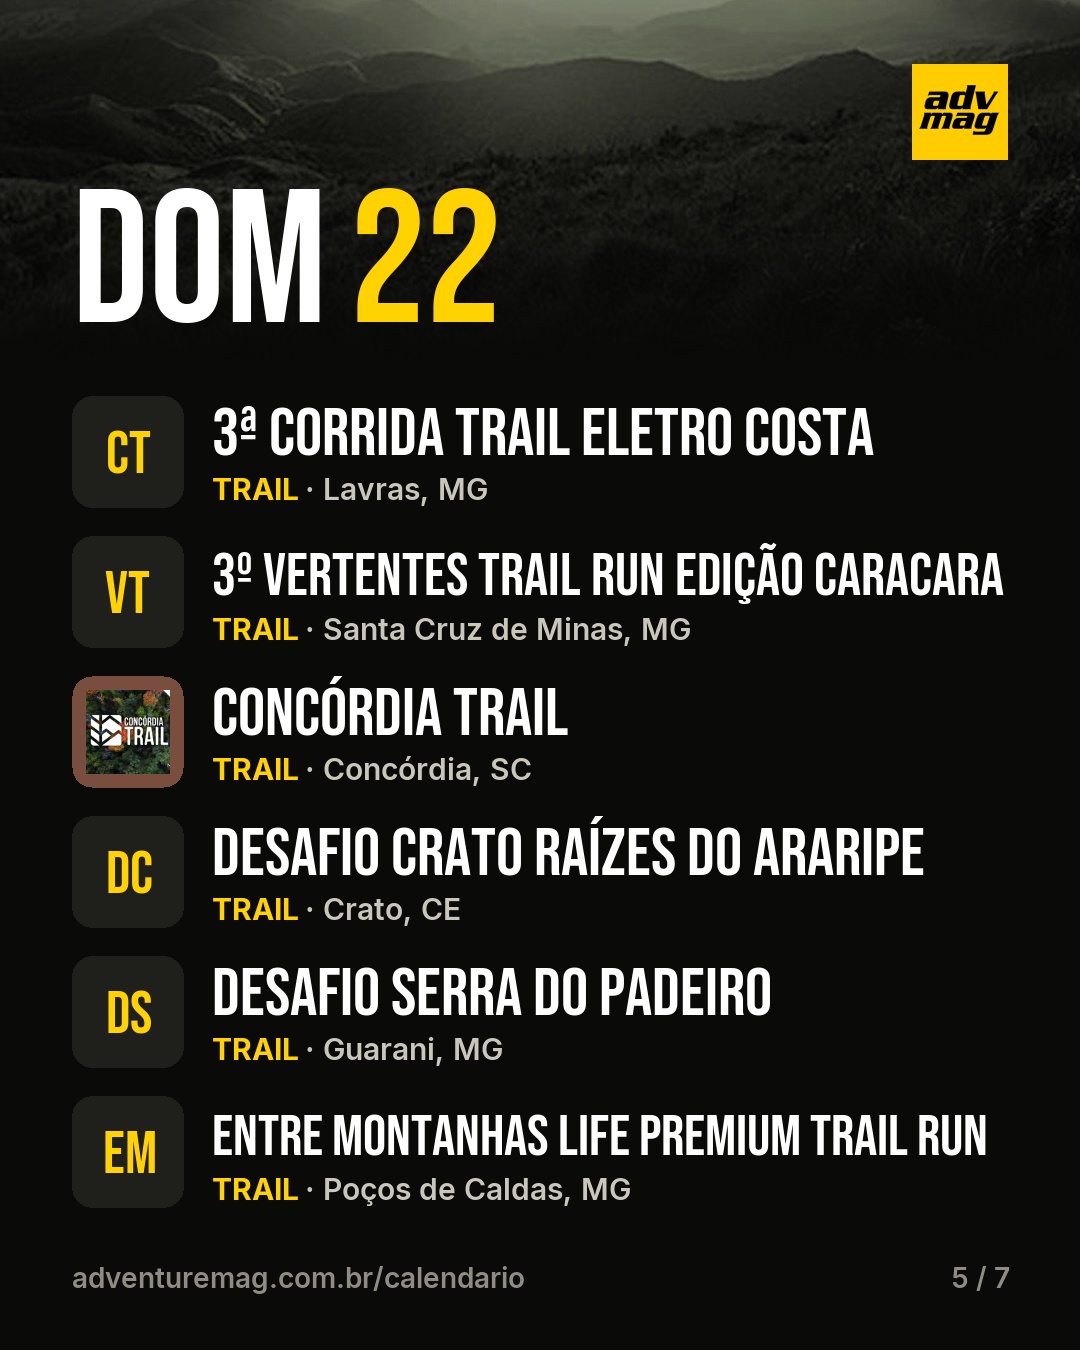 adv
mag
DOM 22
CT
3ª CORRIDA TRAIL ELETRO COSTA
TRAIL · Lavras, MG
VT
3º VERTENTES TRAIL RUN EDIÇÃO CARACARA
TRAIL · Santa Cruz de Minas, MG
CONCÓRDIA
TRAIL
CONCÓRDIA TRAIL
TRAIL · Concórdia, SC
DC
DESAFIO CRATO RAÍZES DO ARARIPE
TRAIL · Crato, CE
DS
DESAFIO SERRA DO PADEIRO
TRAIL · Guarani, MG
EM
ENTRE MONTANHAS LIFE PREMIUM TRAIL RUN
TRAIL · Poços de Caldas, MG
adventuremag.com.br/calendario
5 / 7